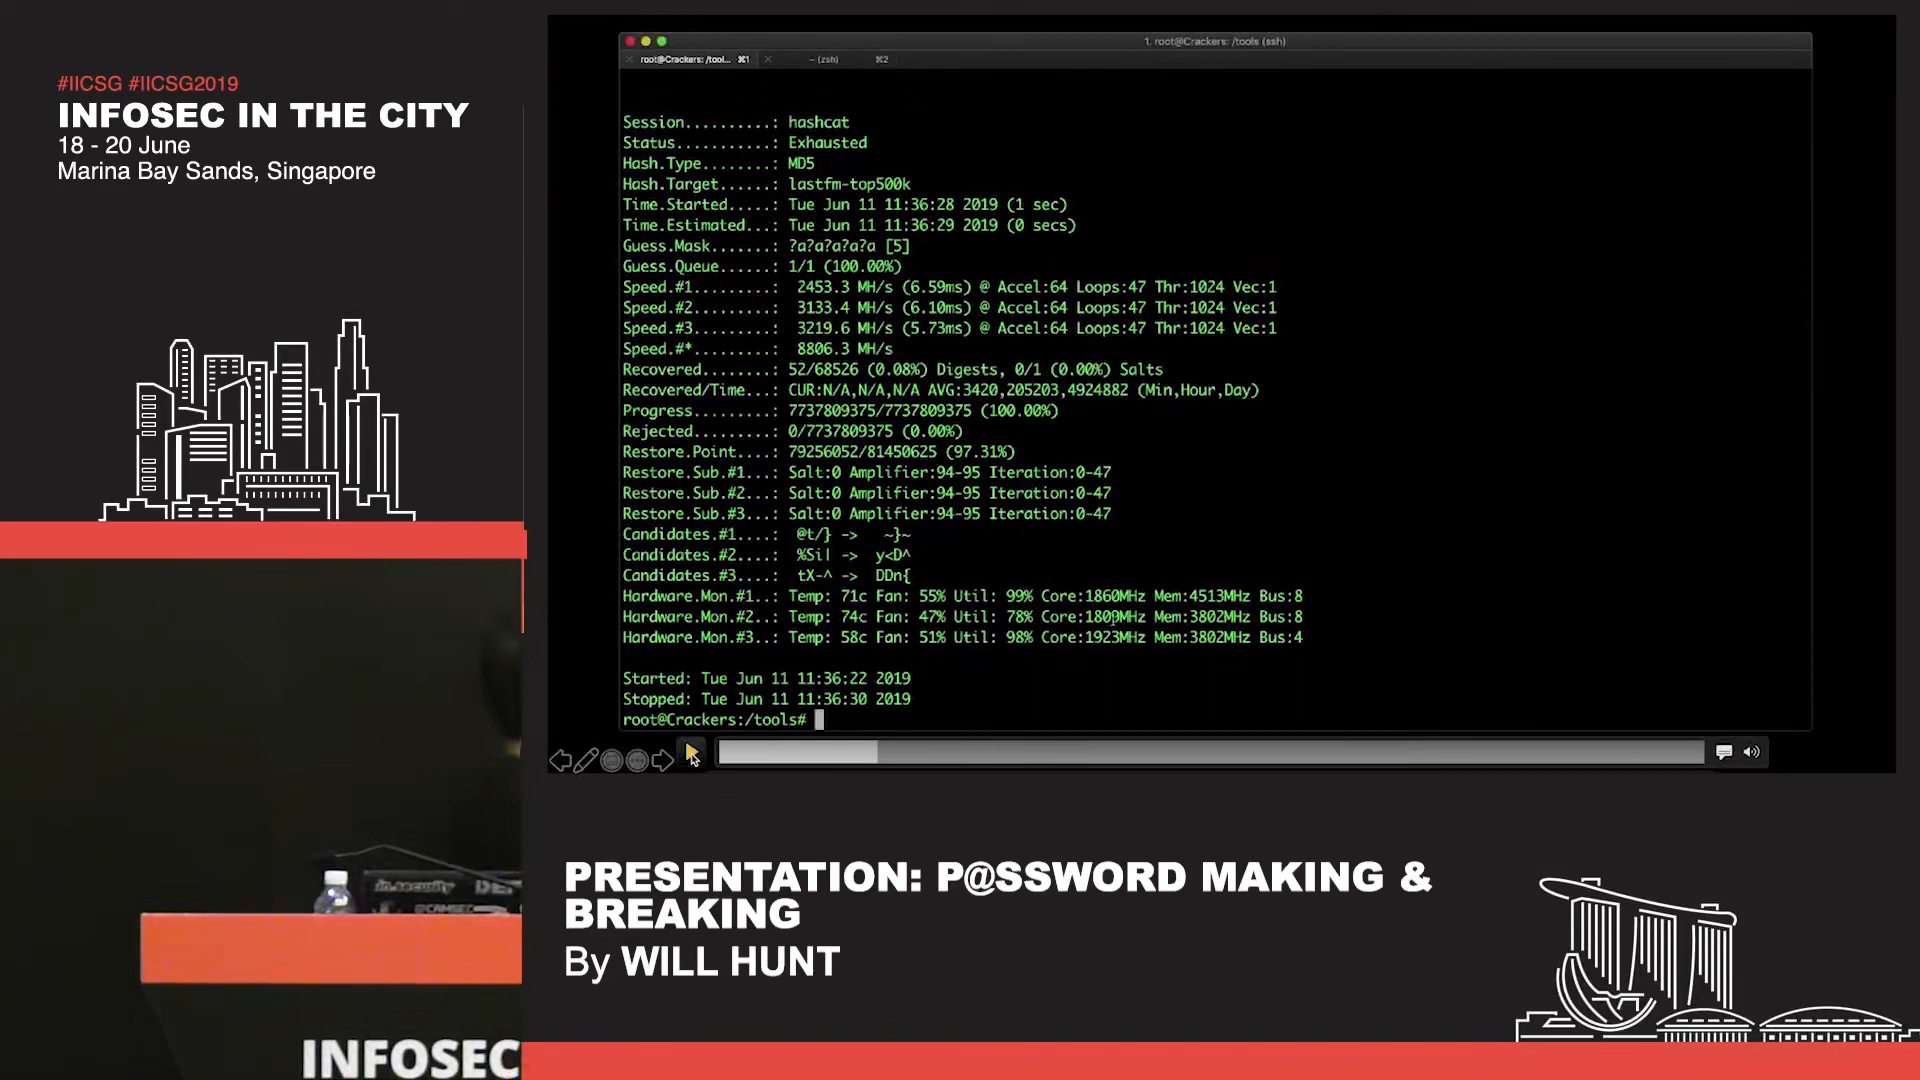 #IICSG #IICSG2019
INFOSEC IN THE CITY
18 - 20 June
Marina Bay Sands, Singapore
1. root@Crackers: /tools (ssh)
root@Crackers: /tool... ⌘1
~ (zsh) ⌘2
Session..........: hashcat
Status...........: Exhausted
Hash.Type........: MD5
Hash.Target......: lastfm-top500k
Time.Started.....: Tue Jun 11 11:36:28 2019 (1 sec)
Time.Estimated...: Tue Jun 11 11:36:29 2019 (0 secs)
Guess.Mask.......: ?a?a?a?a?a [5]
Guess.Queue......: 1/1 (100.00%)
Speed.#1.........:  2453.3 MH/s (6.59ms) @ Accel:64 Loops:47 Thr:1024 Vec:1
Speed.#2.........:  3133.4 MH/s (6.10ms) @ Accel:64 Loops:47 Thr:1024 Vec:1
Speed.#3.........:  3219.6 MH/s (5.73ms) @ Accel:64 Loops:47 Thr:1024 Vec:1
Speed.#*.........:  8806.3 MH/s
Recovered........: 52/68526 (0.08%) Digests, 0/1 (0.00%) Salts
Recovered/Time...: CUR:N/A,N/A,N/A AVG:3420,205203,4924882 (Min,Hour,Day)
Progress.........: 7737809375/7737809375 (100.00%)
Rejected.........: 0/7737809375 (0.00%)
Restore.Point....: 79256052/81450625 (97.31%)
Restore.Sub.#1...: Salt:0 Amplifier:94-95 Iteration:0-47
Restore.Sub.#2...: Salt:0 Amplifier:94-95 Iteration:0-47
Restore.Sub.#3...: Salt:0 Amplifier:94-95 Iteration:0-47
Candidates.#1....:  @t/} ->   ~}~
Candidates.#2....:  %Si| ->  y<D^
Candidates.#3....:  tX-^ ->  DDn{
Hardware.Mon.#1..: Temp: 71c Fan: 55% Util: 99% Core:1860MHz Mem:4513MHz Bus:8
Hardware.Mon.#2..: Temp: 74c Fan: 47% Util: 78% Core:1809MHz Mem:3802MHz Bus:8
Hardware.Mon.#3..: Temp: 58c Fan: 51% Util: 98% Core:1923MHz Mem:3802MHz Bus:4
Started: Tue Jun 11 11:36:22 2019
Stopped: Tue Jun 11 11:36:30 2019
root@Crackers:/tools#
in.security
PRESENTATION: P@SSWORD MAKING &
BREAKING
By WILL HUNT
INFOSEC